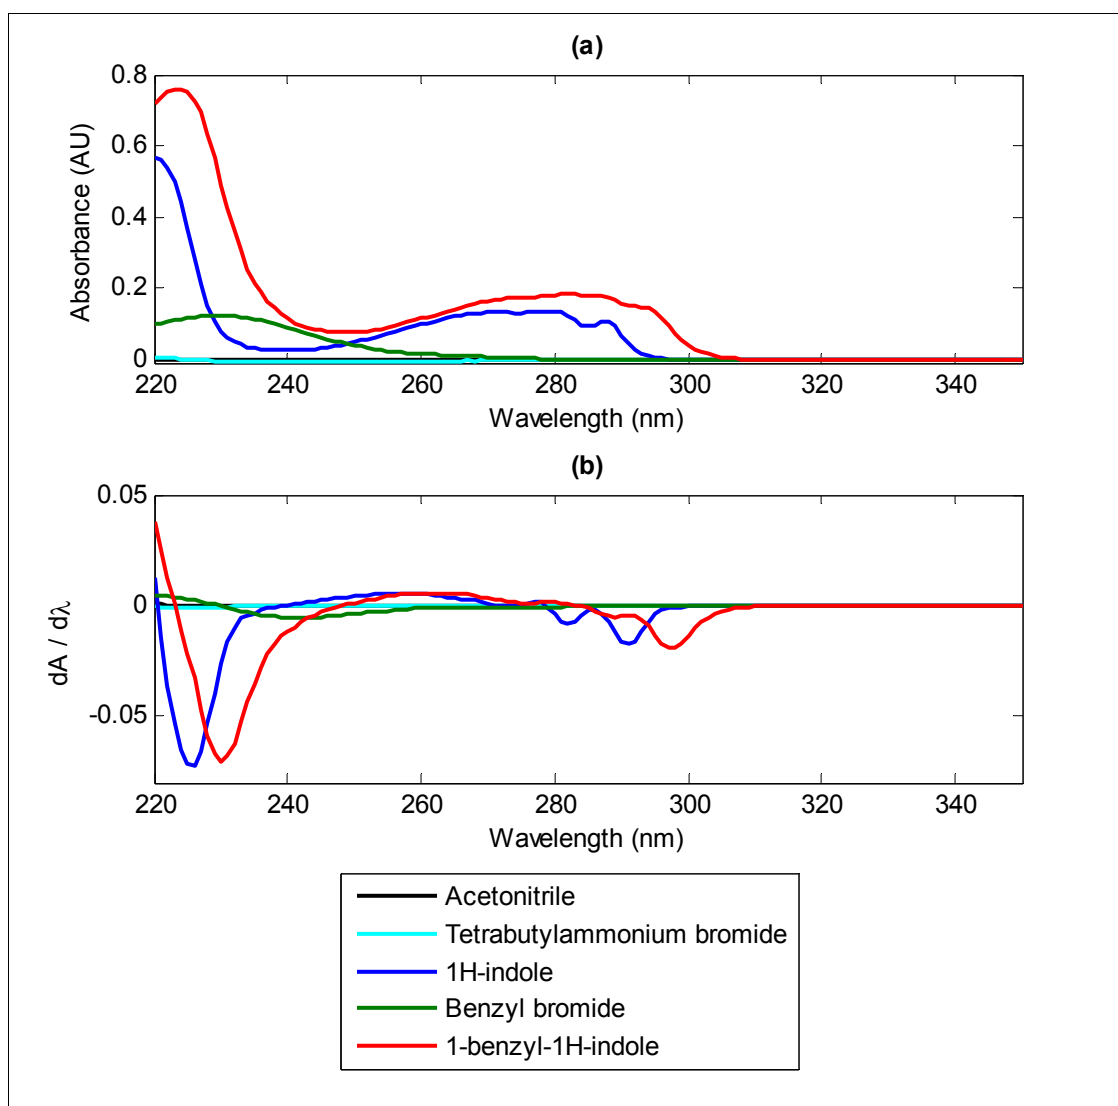 (a)
0.8
0.6
0.4
0.2
0
Absorbance (AU)
220 240 260 280 300 320 340
Wavelength (nm)
(b)
0.05
0
-0.05
dA / dλ
220 240 260 280 300 320 340
Wavelength (nm)
Acetonitrile
Tetrabutylammonium bromide
1H-indole
Benzyl bromide
1-benzyl-1H-indole